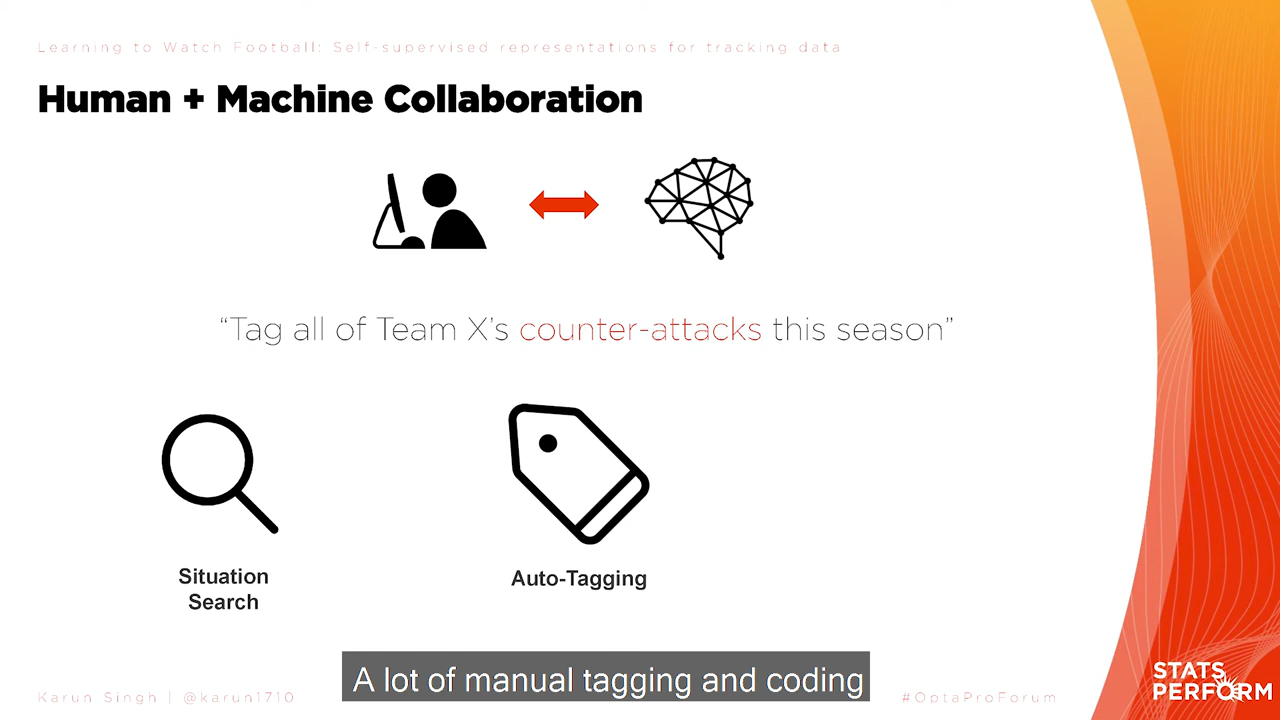 Learning to Watch Football: Self-supervised representations for tracking data
Human + Machine Collaboration
“Tag all of Team X’s counter-attacks this season”
Situation
Search
Auto-Tagging
A lot of manual tagging and coding
Karun Singh | @karun1710
#OptaProForum
STATS
PERFORM